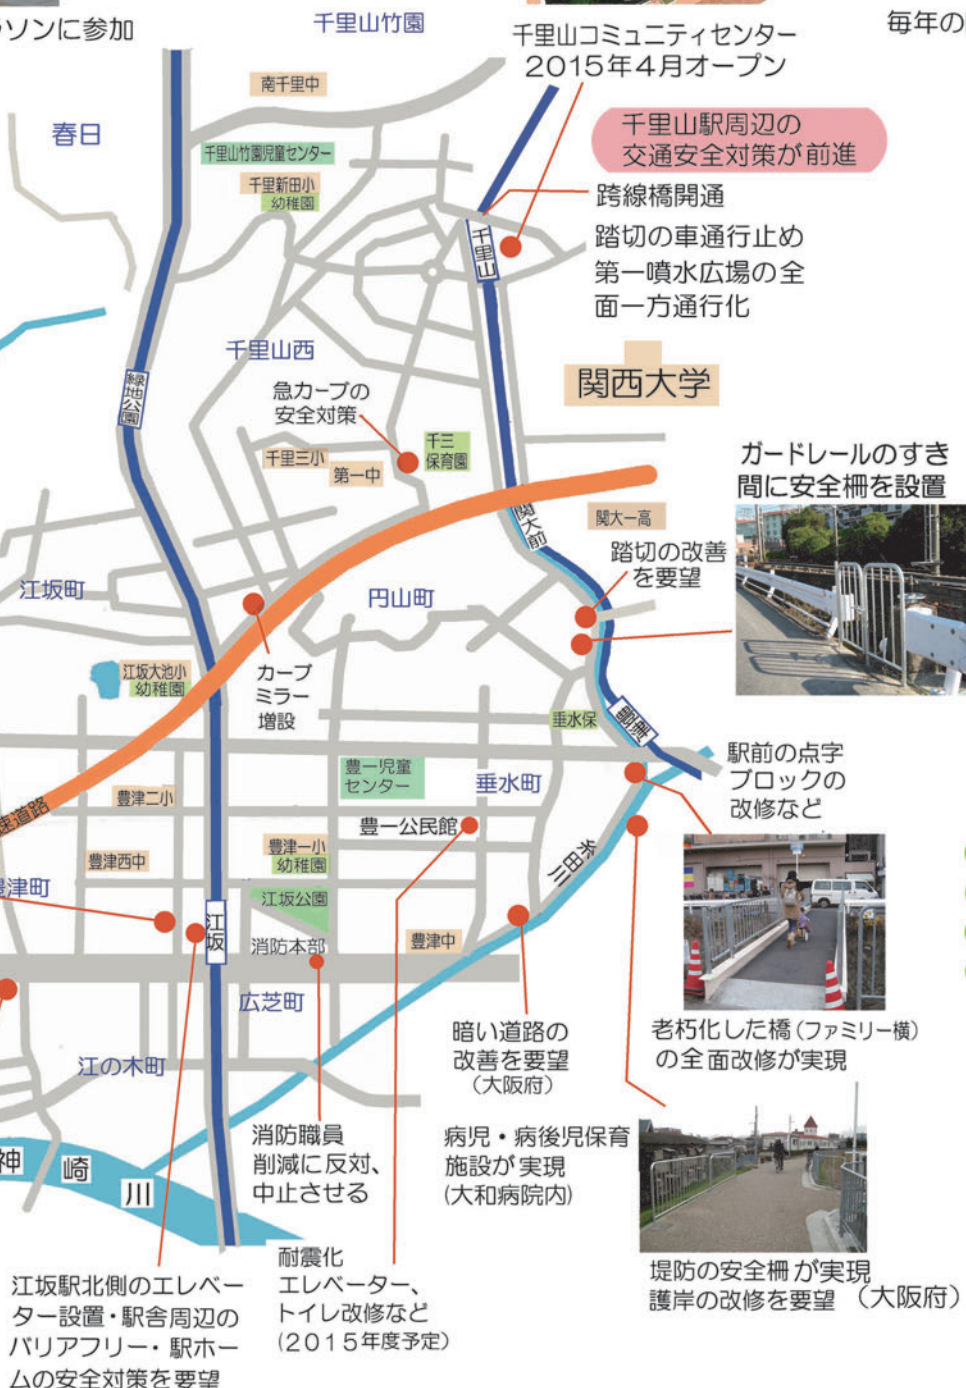 ソンに参加
千里山竹園
千里山コミュニティセンター
2015年4月オープン
毎年の
南千里中
春日
千里山駅周辺の
交通安全対策が前進
千里山竹園児童センター
千里新田小
幼稚園
跨線橋開通
踏切の車通行止め
第一噴水広場の全
面一方通行化
千里山
千里山西
緑地公園
関西大学
急カーブの
安全対策
千里三小
第一中
千三
保育園
ガードレールのすき
間に安全柵を設置
関大前
関大一高
踏切の改善
を要望
江坂町
円山町
江坂大池小
幼稚園
カーブ
ミラー
増設
垂水保
豊津
駅前の点字
ブロックの
改修など
豊一児童
センター
垂水町
速道路
豊津二小
豊一公民館
豊津西中
豊津一小
幼稚園
糸田川
豊津町
江坂公園
江坂
消防本部
豊津中
広芝町
暗い道路の
改善を要望
(大阪府)
老朽化した橋(ファミリー横)
の全面改修が実現
江の木町
消防職員
削減に反対、
中止させる
病児・病後児保育
施設が実現
(大和病院内)
神崎川
江坂駅北側のエレベー
ター設置・駅舎周辺の
バリアフリー・駅ホー
ムの安全対策を要望
耐震化
エレベーター、
トイレ改修など
(2015年度予定)
堤防の安全柵が実現
護岸の改修を要望 (大阪府)